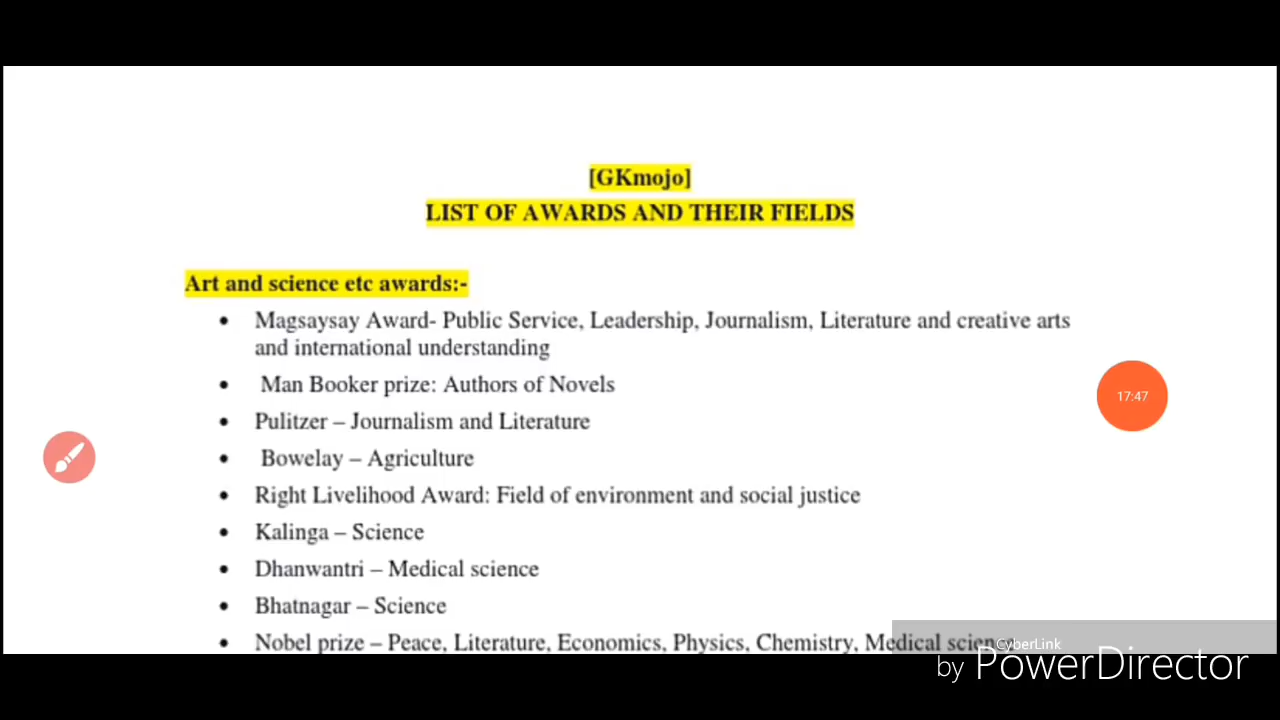 [GKmojo]
LIST OF AWARDS AND THEIR FIELDS
Art and science etc awards:-
• Magsaysay Award- Public Service, Leadership, Journalism, Literature and creative arts
and international understanding
• Man Booker prize: Authors of Novels
• Pulitzer – Journalism and Literature
• Bowelay – Agriculture
• Right Livelihood Award: Field of environment and social justice
17:47
• Kalinga – Science
• Dhanwantri – Medical science
• Bhatnagar – Science
• Nobel prize – Peace, Literature, Economics, Physics, Chemistry, Medical science
CyberLink
by PowerDirector